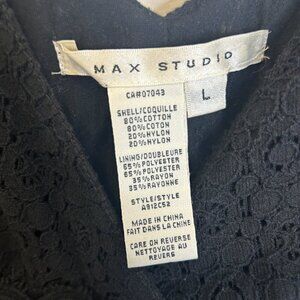 MAX STUDIO
L
CA#07043
SHELL/COQUILLE
80%COTTON
80%COTON
20%NYLON
20%NYLON
LINING/DOUBLEURE
65%POLYESTER
65%POLYESTER
35%RAYON
35%RAYONNE
STYLE/STYLE
A912C52
MADE IN CHINA
FAIT DANS LA CHINE
CARE ON REVERSE
NETTOYAGE AU
REVERS